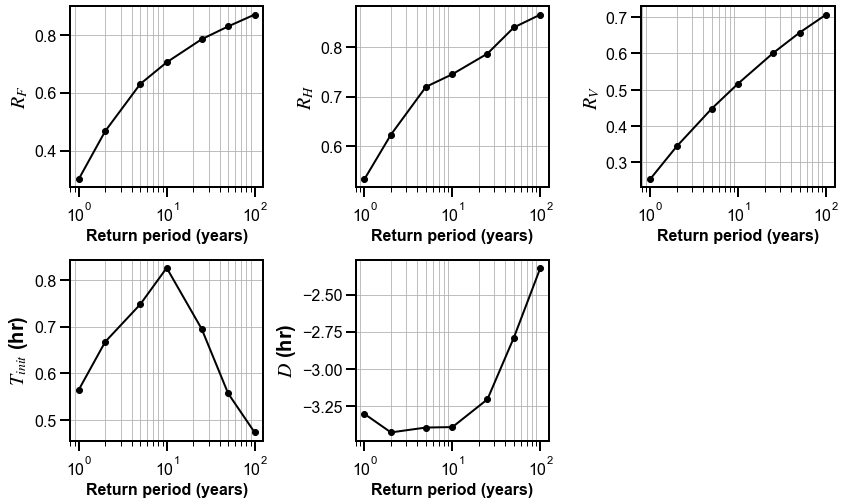 0.8
0.6
0.4
R_F
10^0 10^1 10^2
Return period (years)
0.8
0.7
0.6
R_H
10^0 10^1 10^2
Return period (years)
0.7
0.6
0.5
0.4
0.3
R_V
10^0 10^1 10^2
Return period (years)
0.8
0.7
0.6
0.5
T_init (hr)
10^0 10^1 10^2
Return period (years)
−2.50
−2.75
−3.00
−3.25
D (hr)
10^0 10^1 10^2
Return period (years)